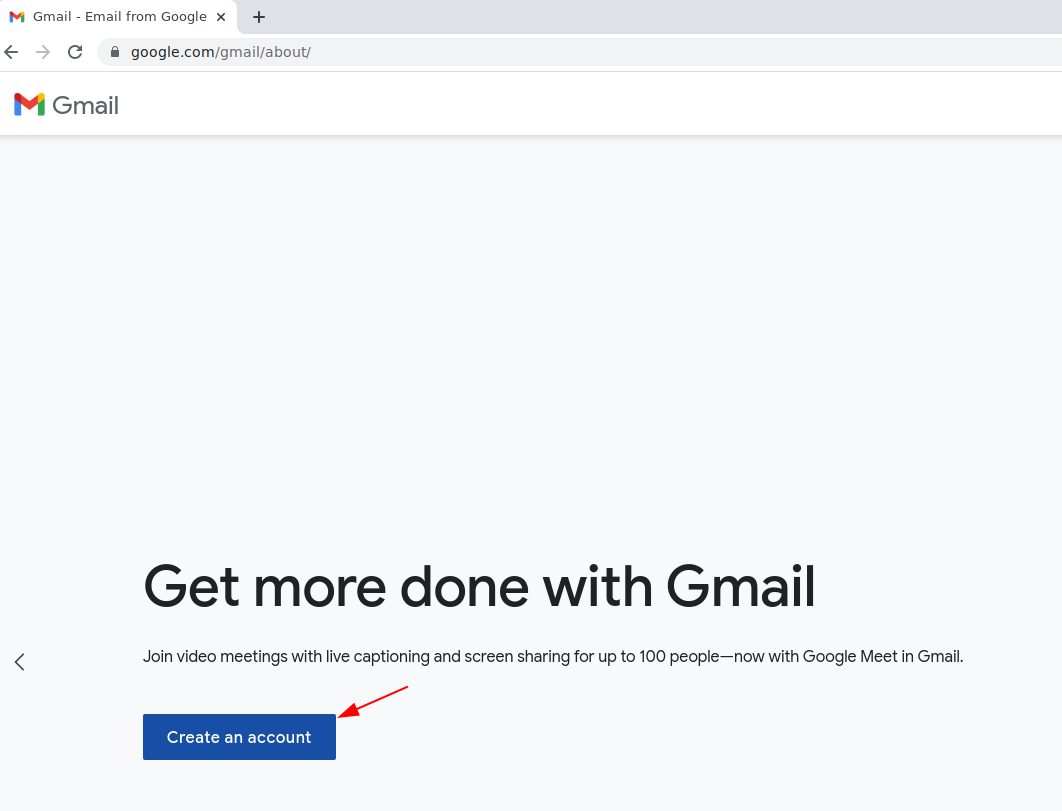 Gmail - Email from Google
google.com/gmail/about/
Gmail
Get more done with Gmail
Join video meetings with live captioning and screen sharing for up to 100 people—now with Google Meet in Gmail.
Create an account